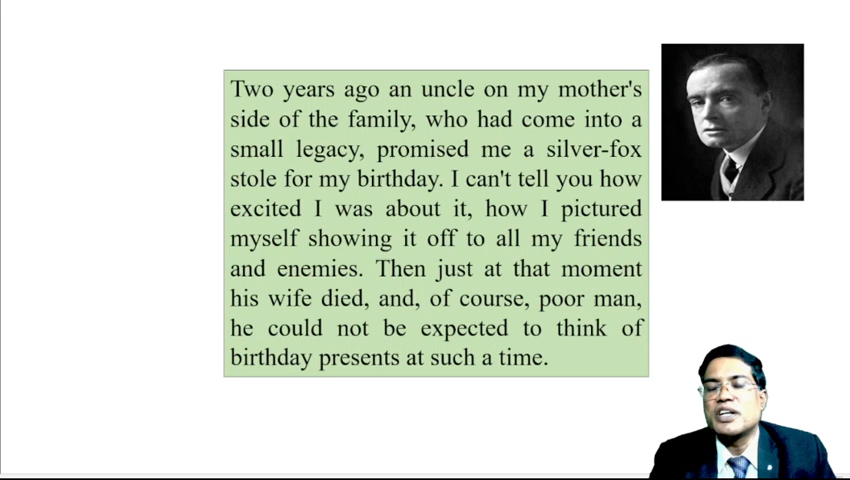 Two years ago an uncle on my mother's
side of the family, who had come into a
small legacy, promised me a silver-fox
stole for my birthday. I can't tell you how
excited I was about it, how I pictured
myself showing it off to all my friends
and enemies. Then just at that moment
his wife died, and, of course, poor man,
he could not be expected to think of
birthday presents at such a time.